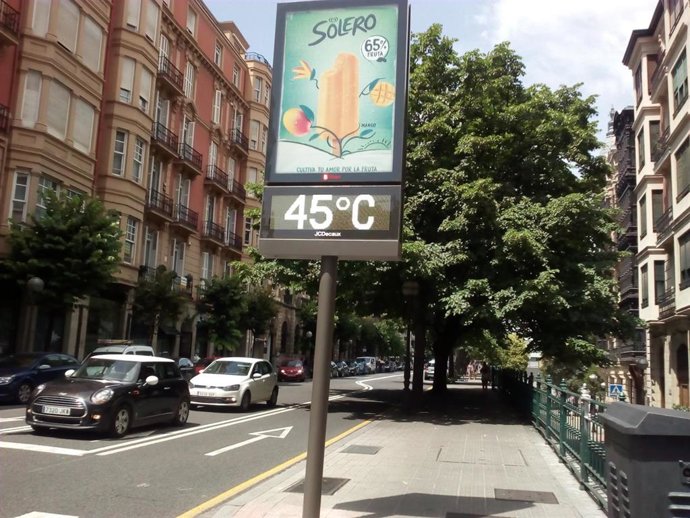 SOLERO
65%
FRUTA
MANGO
CULTIVA TU AMOR POR LA FRUTA
45°C
JCDecaux